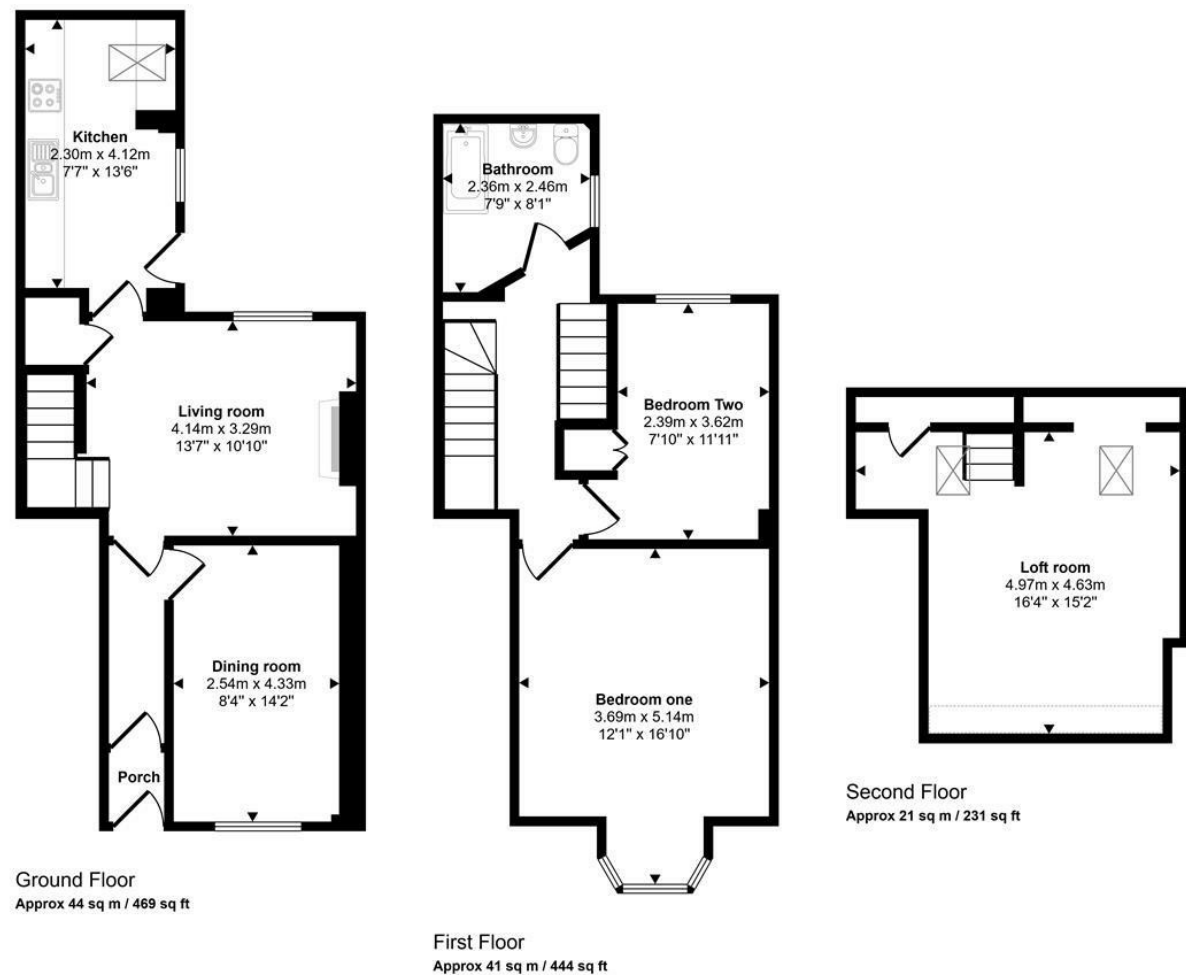 Kitchen
2.30m x 4.12m
7'7" x 13'6"
Living room
4.14m x 3.29m
13'7" x 10'10"
Dining room
2.54m x 4.33m
8'4" x 14'2"
Porch
Ground Floor
Approx 44 sq m / 469 sq ft
Bathroom
2.36m x 2.46m
7'9" x 8'1"
Bedroom Two
2.39m x 3.62m
7'10" x 11'11"
Bedroom one
3.69m x 5.14m
12'1" x 16'10"
First Floor
Approx 41 sq m / 444 sq ft
Loft room
4.97m x 4.63m
16'4" x 15'2"
Second Floor
Approx 21 sq m / 231 sq ft